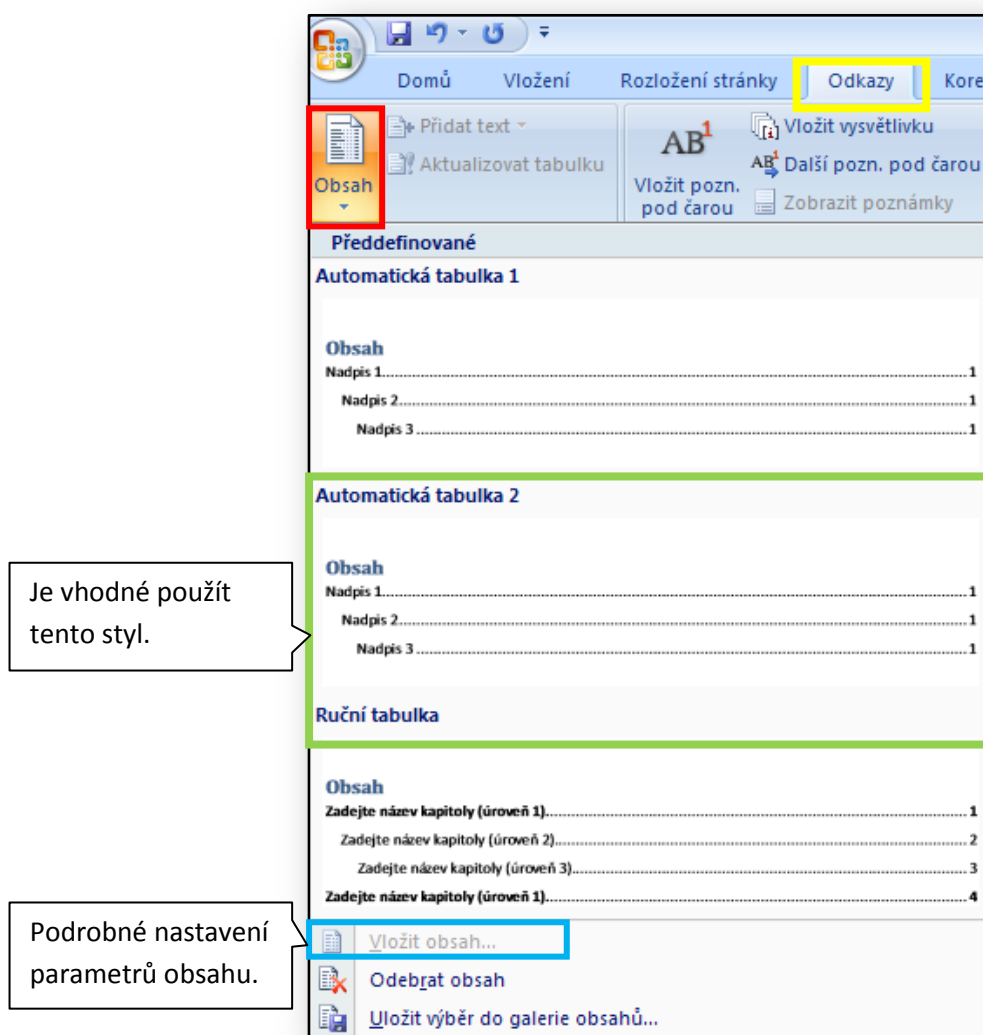 Domů Vložení Rozložení stránky Odkazy Kore
Přidat text
Aktualizovat tabulku
Obsah
AB1
Vložit pozn.
pod čarou
Vložit vysvětlivku
AB1 Další pozn. pod čarou
Zobrazit poznámky
Předdefinované
Automatická tabulka 1
Obsah
Nadpis 1 1
Nadpis 2 1
Nadpis 3 1
Automatická tabulka 2
Obsah
Nadpis 1 1
Nadpis 2 1
Nadpis 3 1
Je vhodné použít
tento styl.
Ruční tabulka
Obsah
Zadejte název kapitoly (úroveň 1) 1
Zadejte název kapitoly (úroveň 2) 2
Zadejte název kapitoly (úroveň 3) 3
Zadejte název kapitoly (úroveň 1) 4
Podrobné nastavení
parametrů obsahu.
Vložit obsah...
Odebrat obsah
Uložit výběr do galerie obsahů...